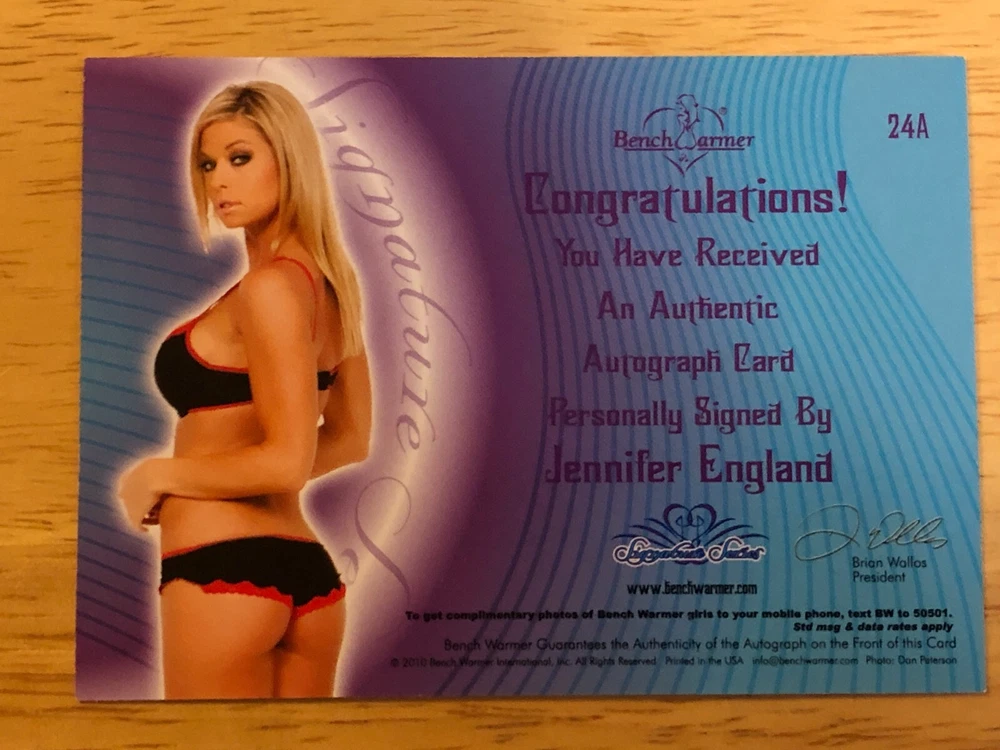 Signature Se
Bench Warmer®
24A
Congratulations!
You Have Received
An Authentic
Autograph Card
Personally Signed By
Jennifer England
Signature Series
Brian Wallos
President
www.benchwarmer.com
To get complimentary photos of Bench Warmer girls to your mobile phone, text BW to 50501.
Std msg & data rates apply
Bench Warmer Guarantees the Authenticity of the Autograph on the Front of this Card
© 2010 Bench Warmer International, Inc. All Rights Reserved. Printed in the USA info@benchwarmer.com Photo: Dan Peterson